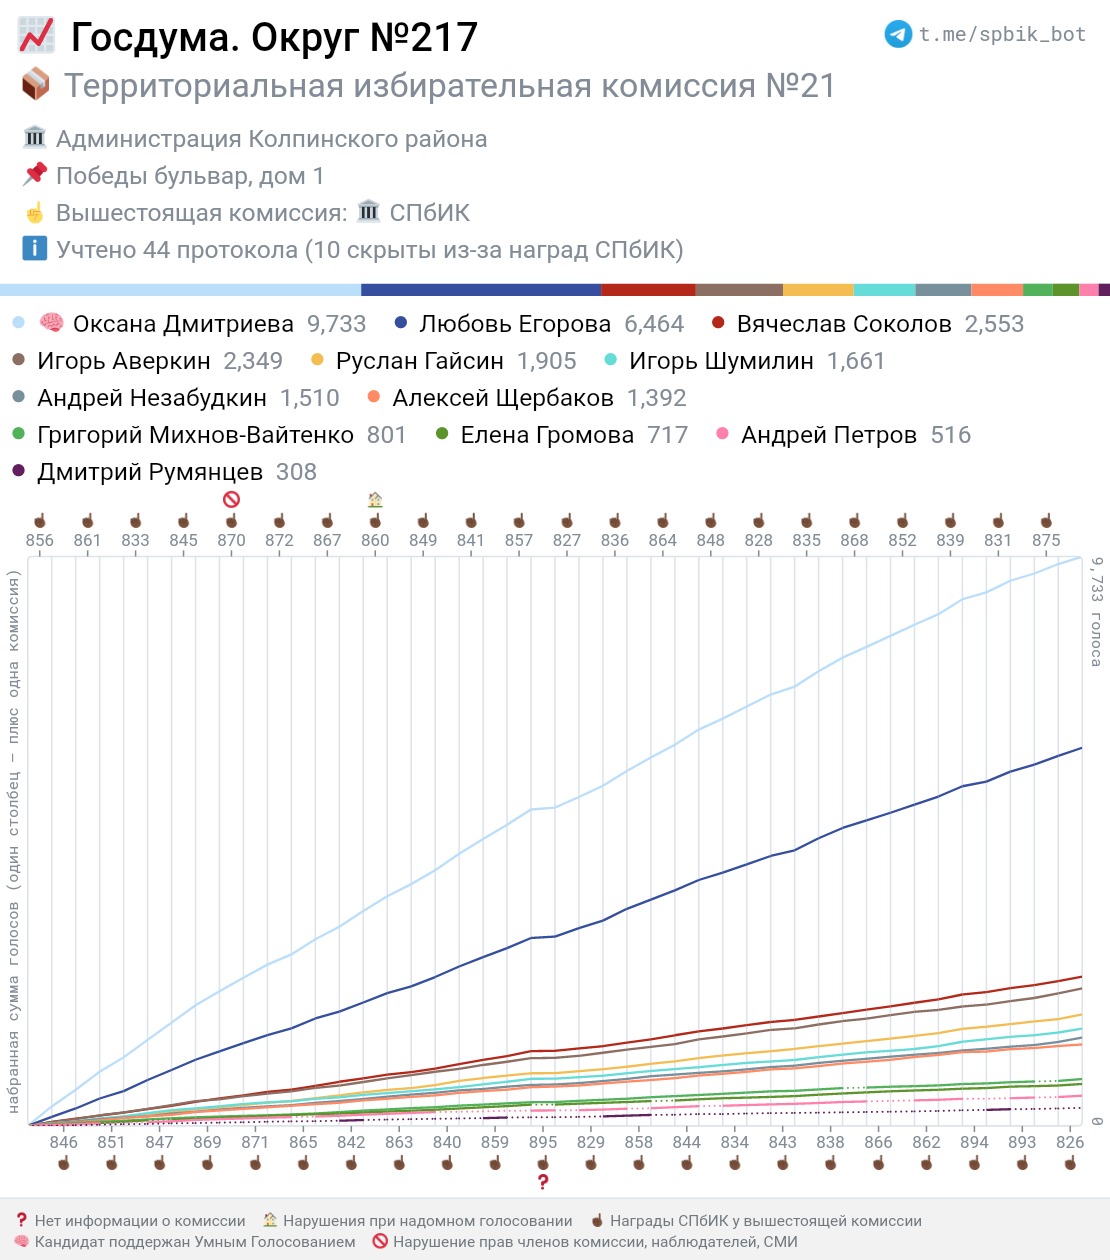 Госдума. Округ №217
t.me/spbik_bot
Территориальная избирательная комиссия №21
Администрация Колпинского района
Победы бульвар, дом 1
Вышестоящая комиссия: СПбИК
Учтено 44 протокола (10 скрыты из-за наград СПбИК)
Оксана Дмитриева 9,733 Любовь Егорова 6,464 Вячеслав Соколов 2,553
Игорь Аверкин 2,349 Руслан Гайсин 1,905 Игорь Шумилин 1,661
Андрей Незабудкин 1,510 Алексей Щербаков 1,392
Григорий Михнов-Вайтенко 801 Елена Громова 717 Андрей Петров 516
Дмитрий Румянцев 308
856 861 833 845 870 872 867 860 849 841 857 827 836 864 848 828 835 868 852 839 831 875
набранная сумма голосов (один столбец – плюс одна комиссия)
9,733 голоса
0
846 851 847 869 871 865 842 863 840 859 895 829 858 844 834 843 838 866 862 894 893 826
Нет информации о комиссии Нарушения при надомном голосовании Награды СПбИК у вышестоящей комиссии
Кандидат поддержан Умным Голосованием Нарушение прав членов комиссии, наблюдателей, СМИ